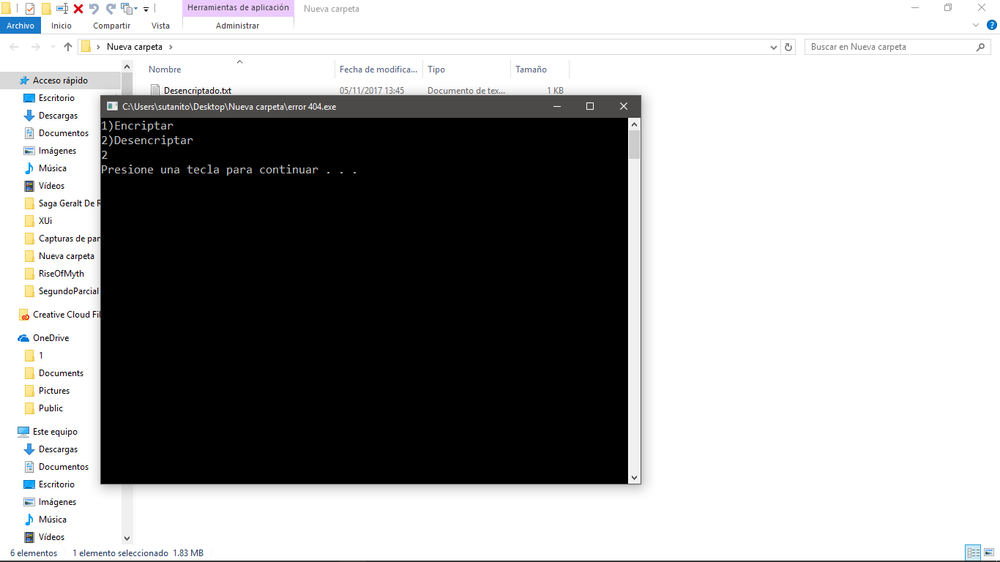 Herramientas de aplicación
Nueva carpeta
Archivo
Inicio
Compartir
Vista
Administrar
Nueva carpeta
Buscar en Nueva carpeta
Nombre
Fecha de modifica...
Tipo
Tamaño
Acceso rápido
Escritorio
Descargas
Documentos
Imágenes
Música
Vídeos
Saga Geralt De R
XUi
Capturas de pan
Nueva carpeta
RiseOfMyth
SegundoParcial
Creative Cloud Fil
OneDrive
1
Documents
Pictures
Public
Este equipo
Descargas
Documentos
Escritorio
Imágenes
Música
Vídeos
Desencriptado.txt
05/11/2017 13:45
Documento de tex...
1 KB
C:\Users\sutanito\Desktop\Nueva carpeta\error 404.exe
1)Encriptar
2)Desencriptar
2
Presione una tecla para continuar . . .
6 elementos
1 elemento seleccionado 1.83 MB